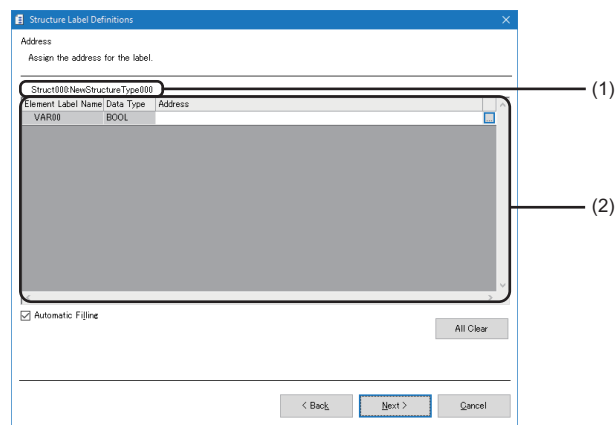 Structure Label Definitions
Address
Assign the address for the label.
Struct000:NewStructureType000
(1)
Element Label Name Data Type Address
VAR00 BOOL ...
(2)
Automatic Filling
All Clear
< Back Next > Cancel